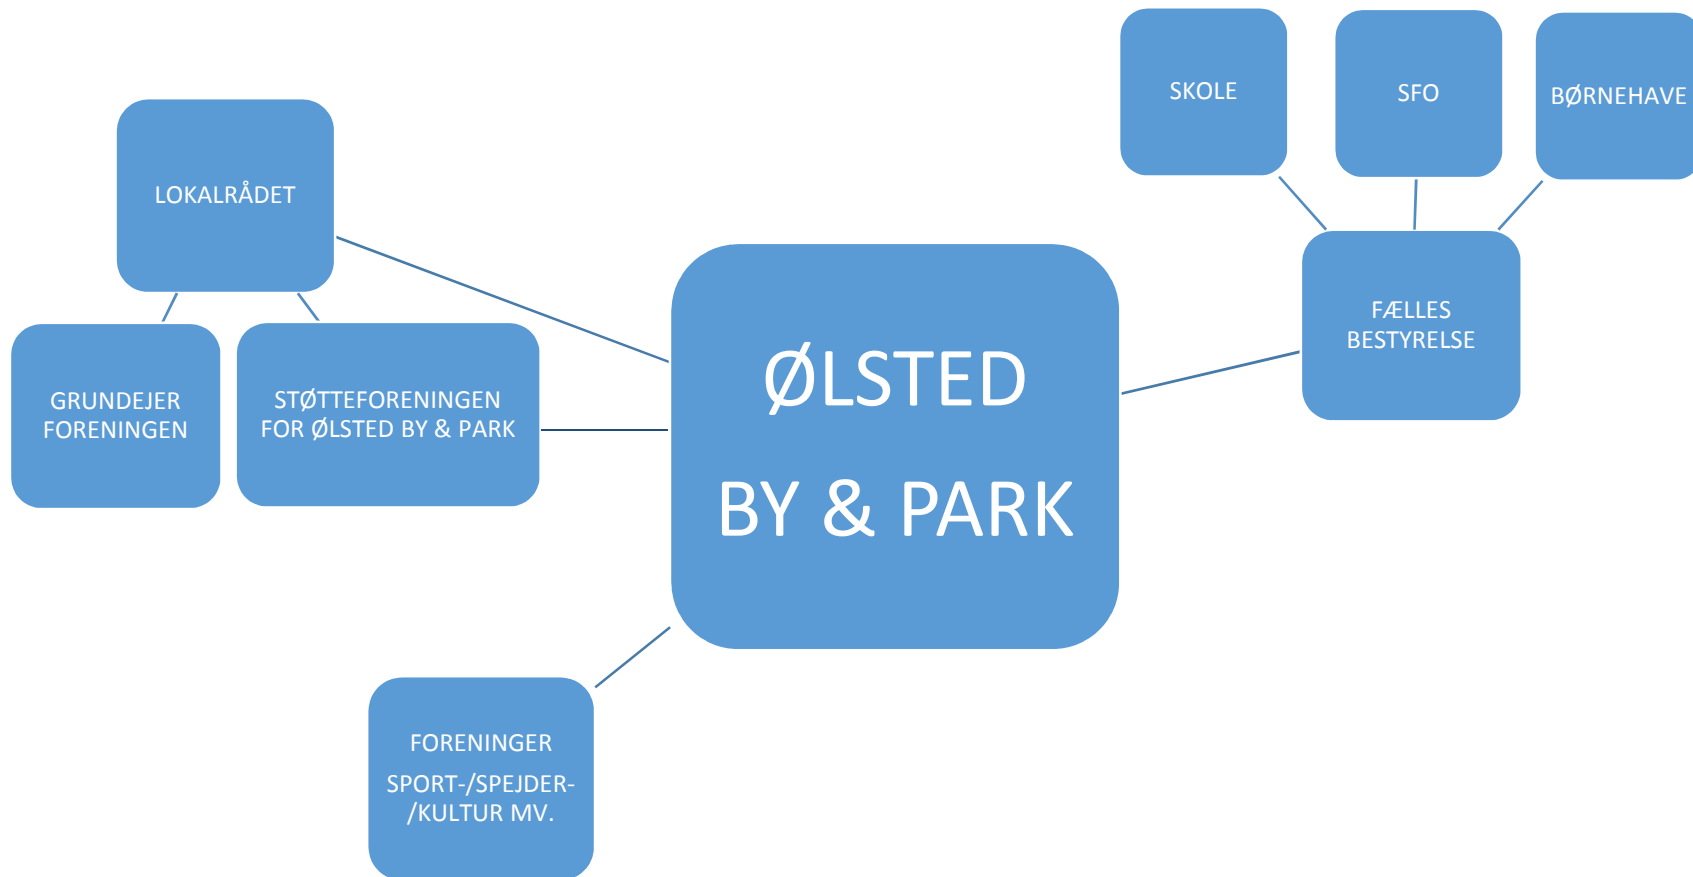 SKOLE
SFO
BØRNEHAVE
LOKALRÅDET
FÆLLES
BESTYRELSE
GRUNDEJER
FORENINGEN
STØTTEFORENINGEN
FOR ØLSTED BY & PARK
ØLSTED
BY & PARK
FORENINGER
SPORT-/SPEJDER-
/KULTUR MV.